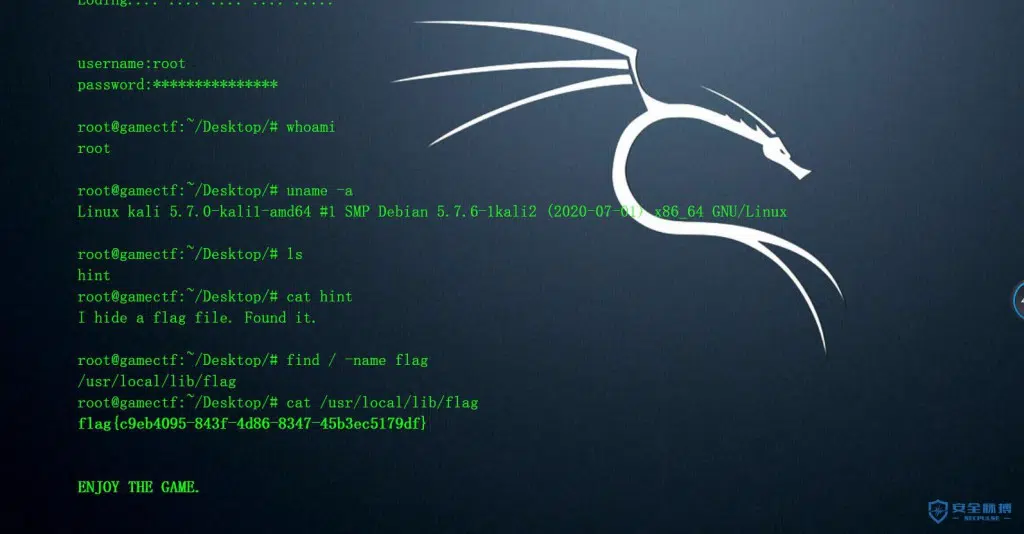 Loding.... .... .... .... .....
username:root
password:***************
root@gamectf:~/Desktop/# whoami
root
root@gamectf:~/Desktop/# uname -a
Linux kali 5.7.0-kali1-amd64 #1 SMP Debian 5.7.6-1kali2 (2020-07-01) x86_64 GNU/Linux
root@gamectf:~/Desktop/# ls
hint
root@gamectf:~/Desktop/# cat hint
I hide a flag file. Found it.
root@gamectf:~/Desktop/# find / -name flag
/usr/local/lib/flag
root@gamectf:~/Desktop/# cat /usr/local/lib/flag
flag{c9eb4095-843f-4d86-8347-45b3ec5179df}
ENJOY THE GAME.
安全脉搏
SECPULSE